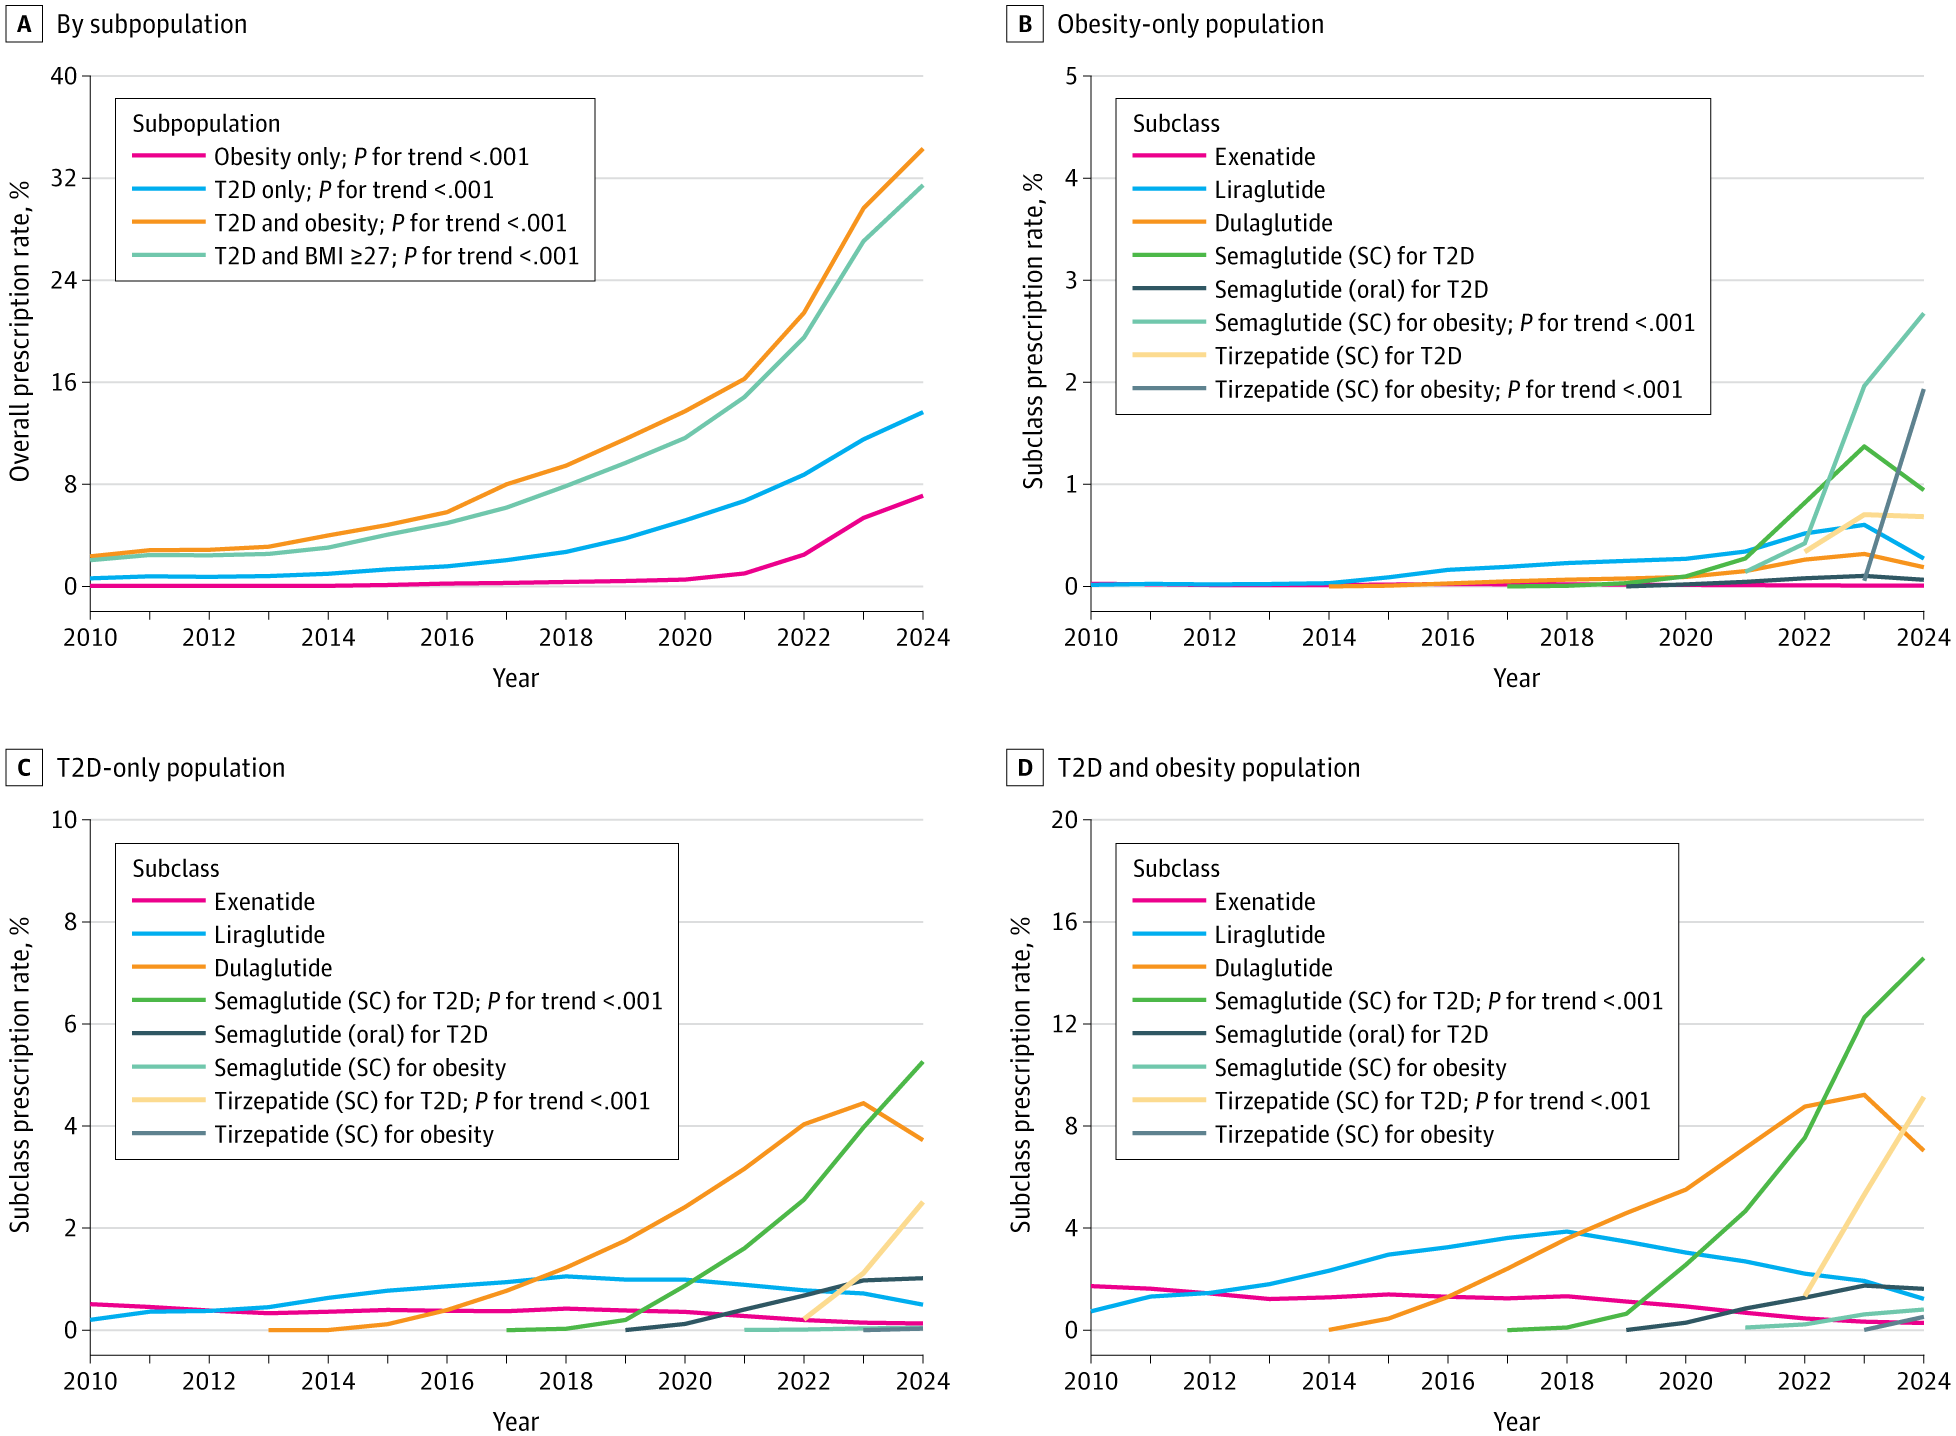 A By subpopulation
40
32
24
16
8
0
Overall prescription rate, %
Subpopulation
Obesity only; P for trend <.001
T2D only; P for trend <.001
T2D and obesity; P for trend <.001
T2D and BMI ≥27; P for trend <.001
2010 2012 2014 2016 2018 2020 2022 2024
Year
B Obesity-only population
5
4
3
2
1
0
Subclass prescription rate, %
Subclass
Exenatide
Liraglutide
Dulaglutide
Semaglutide (SC) for T2D
Semaglutide (oral) for T2D
Semaglutide (SC) for obesity; P for trend <.001
Tirzepatide (SC) for T2D
Tirzepatide (SC) for obesity; P for trend <.001
2010 2012 2014 2016 2018 2020 2022 2024
Year
C T2D-only population
10
8
6
4
2
0
Subclass prescription rate, %
Subclass
Exenatide
Liraglutide
Dulaglutide
Semaglutide (SC) for T2D; P for trend <.001
Semaglutide (oral) for T2D
Semaglutide (SC) for obesity
Tirzepatide (SC) for T2D; P for trend <.001
Tirzepatide (SC) for obesity
2010 2012 2014 2016 2018 2020 2022 2024
Year
D T2D and obesity population
20
16
12
8
4
0
Subclass prescription rate, %
Subclass
Exenatide
Liraglutide
Dulaglutide
Semaglutide (SC) for T2D; P for trend <.001
Semaglutide (oral) for T2D
Semaglutide (SC) for obesity
Tirzepatide (SC) for T2D; P for trend <.001
Tirzepatide (SC) for obesity
2010 2012 2014 2016 2018 2020 2022 2024
Year